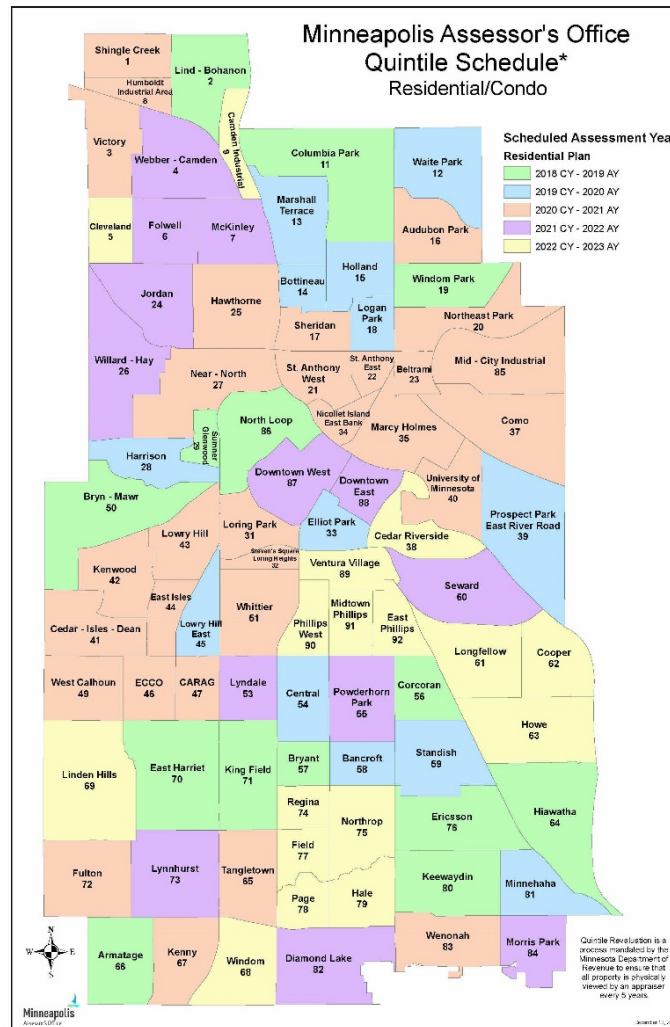 Minneapolis Assessor's Office
Quintile Schedule*
Residential/Condo
Scheduled Assessment Year
Residential Plan
2018 CY - 2019 AY
2019 CY - 2020 AY
2020 CY - 2021 AY
2021 CY - 2022 AY
2022 CY - 2023 AY
Shingle Creek
1
Lind - Bohanon
2
Humboldt
Industrial Area
8
Victory
3
Webber - Camden
4
Camden Industrial
9
Columbia Park
11
Waite Park
12
Cleveland
5
Folwell
6
McKinley
7
Marshall
Terrace
13
Audubon Park
16
Holland
15
Bottineau
14
Windom Park
19
Jordan
24
Hawthorne
25
Sheridan
17
Logan
Park
18
Northeast Park
20
Willard - Hay
26
Near - North
27
St. Anthony
West
21
St. Anthony
East
22
Beltrami
23
Mid - City Industrial
85
Nicollet Island
East Bank
34
Marcy Holmes
35
Como
37
North Loop
86
Sumner
Glenwood
29
Harrison
28
Downtown West
87
Downtown
East
88
University of
Minnesota
40
Bryn - Mawr
50
Prospect Park
East River Road
39
Lowry Hill
43
Loring Park
31
Elliot Park
33
Cedar Riverside
38
Steven's Square
Loring Heights
32
Kenwood
42
Ventura Village
89
Seward
60
East Isles
44
Lowry Hill
East
45
Whittier
51
Phillips
West
90
Midtown
Phillips
91
East
Phillips
92
Cedar - Isles - Dean
41
Longfellow
61
Cooper
62
West Calhoun
49
ECCO
46
CARAG
47
Lyndale
53
Central
54
Powderhorn
Park
55
Corcoran
56
Howe
63
Linden Hills
69
East Harriet
70
King Field
71
Bryant
57
Bancroft
58
Standish
59
Regina
74
Northrop
75
Ericsson
76
Hiawatha
64
Field
77
Fulton
72
Lynnhurst
73
Tangletown
65
Page
78
Hale
79
Keewaydin
80
Minnehaha
81
Armatage
66
Kenny
67
Windom
68
Diamond Lake
82
Wenonah
83
Morris Park
84
N
W
E
S
Quintile Revaluation is a
process mandated by the
Minnesota Department of
Revenue to ensure that
all property is physically
viewed by an appraiser
every 5 years.
Minneapolis
Assessor's Office